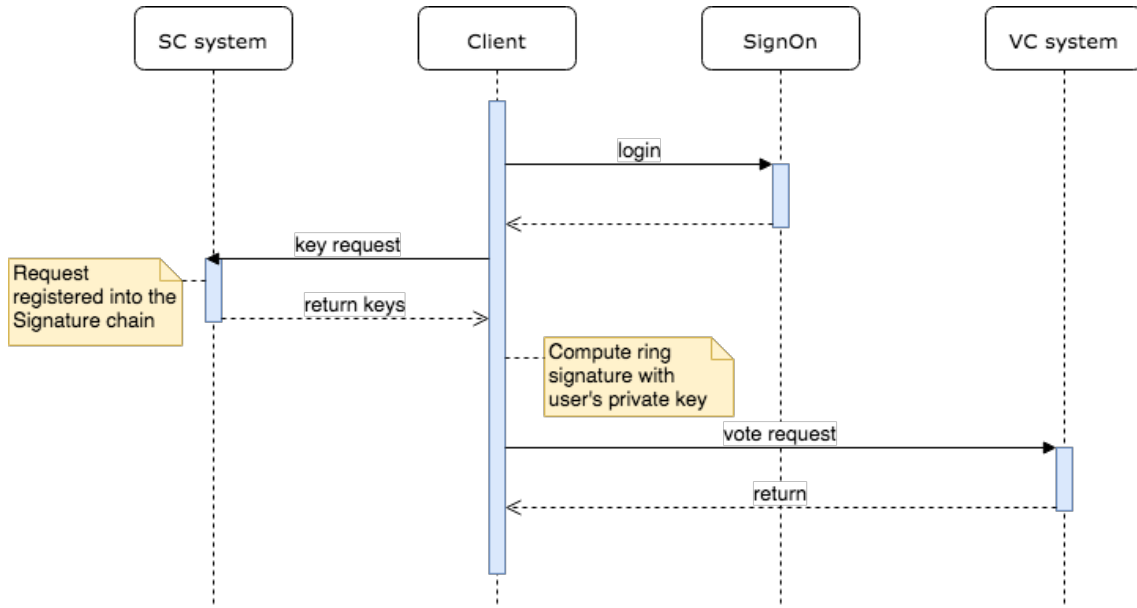 SC system
Client
SignOn
VC system
login
key request
Request
registered into the
Signature chain
return keys
Compute ring
signature with
user's private key
vote request
return